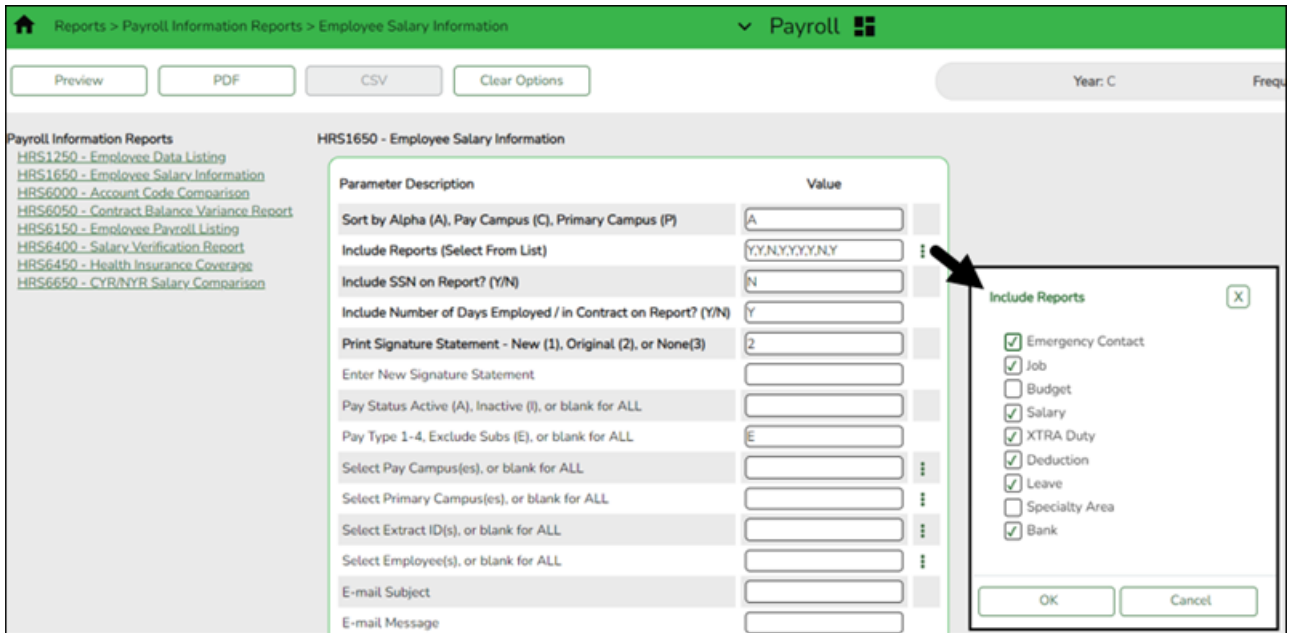 Reports > Payroll Information Reports > Employee Salary Information
Payroll
Preview
PDF
CSV
Clear Options
Year: C
Frequ
Payroll Information Reports
HRS1250 - Employee Data Listing
HRS1650 - Employee Salary Information
HRS6000 - Account Code Comparison
HRS6050 - Contract Balance Variance Report
HRS6150 - Employee Payroll Listing
HRS6400 - Salary Verification Report
HRS6450 - Health Insurance Coverage
HRS6650 - CYR/NYR Salary Comparison
HRS1650 - Employee Salary Information
Parameter Description Value
Sort by Alpha (A), Pay Campus (C), Primary Campus (P) A
Include Reports (Select From List) Y,Y,N,Y,Y,Y,Y,N,Y
Include SSN on Report? (Y/N) N
Include Number of Days Employed / in Contract on Report? (Y/N) Y
Print Signature Statement - New (1), Original (2), or None(3) 2
Enter New Signature Statement
Pay Status Active (A), Inactive (I), or blank for ALL
Pay Type 1-4, Exclude Subs (E), or blank for ALL E
Select Pay Campus(es), or blank for ALL
Select Primary Campus(es), or blank for ALL
Select Extract ID(s), or blank for ALL
Select Employee(s), or blank for ALL
E-mail Subject
E-mail Message
Include Reports X
Emergency Contact
Job
Budget
Salary
XTRA Duty
Deduction
Leave
Specialty Area
Bank
OK
Cancel